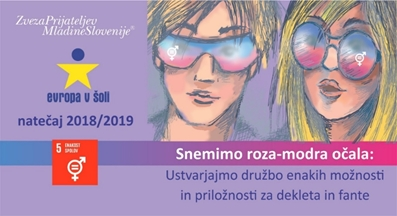 ZvezaPrijateljev
MladineSlovenije®
evropa v šoli
natečaj 2018/2019
5 ENAKOST
SPOLOV
Snemimo roza-modra očala:
Ustvarjajmo družbo enakih možnosti
in priložnosti za dekleta in fante